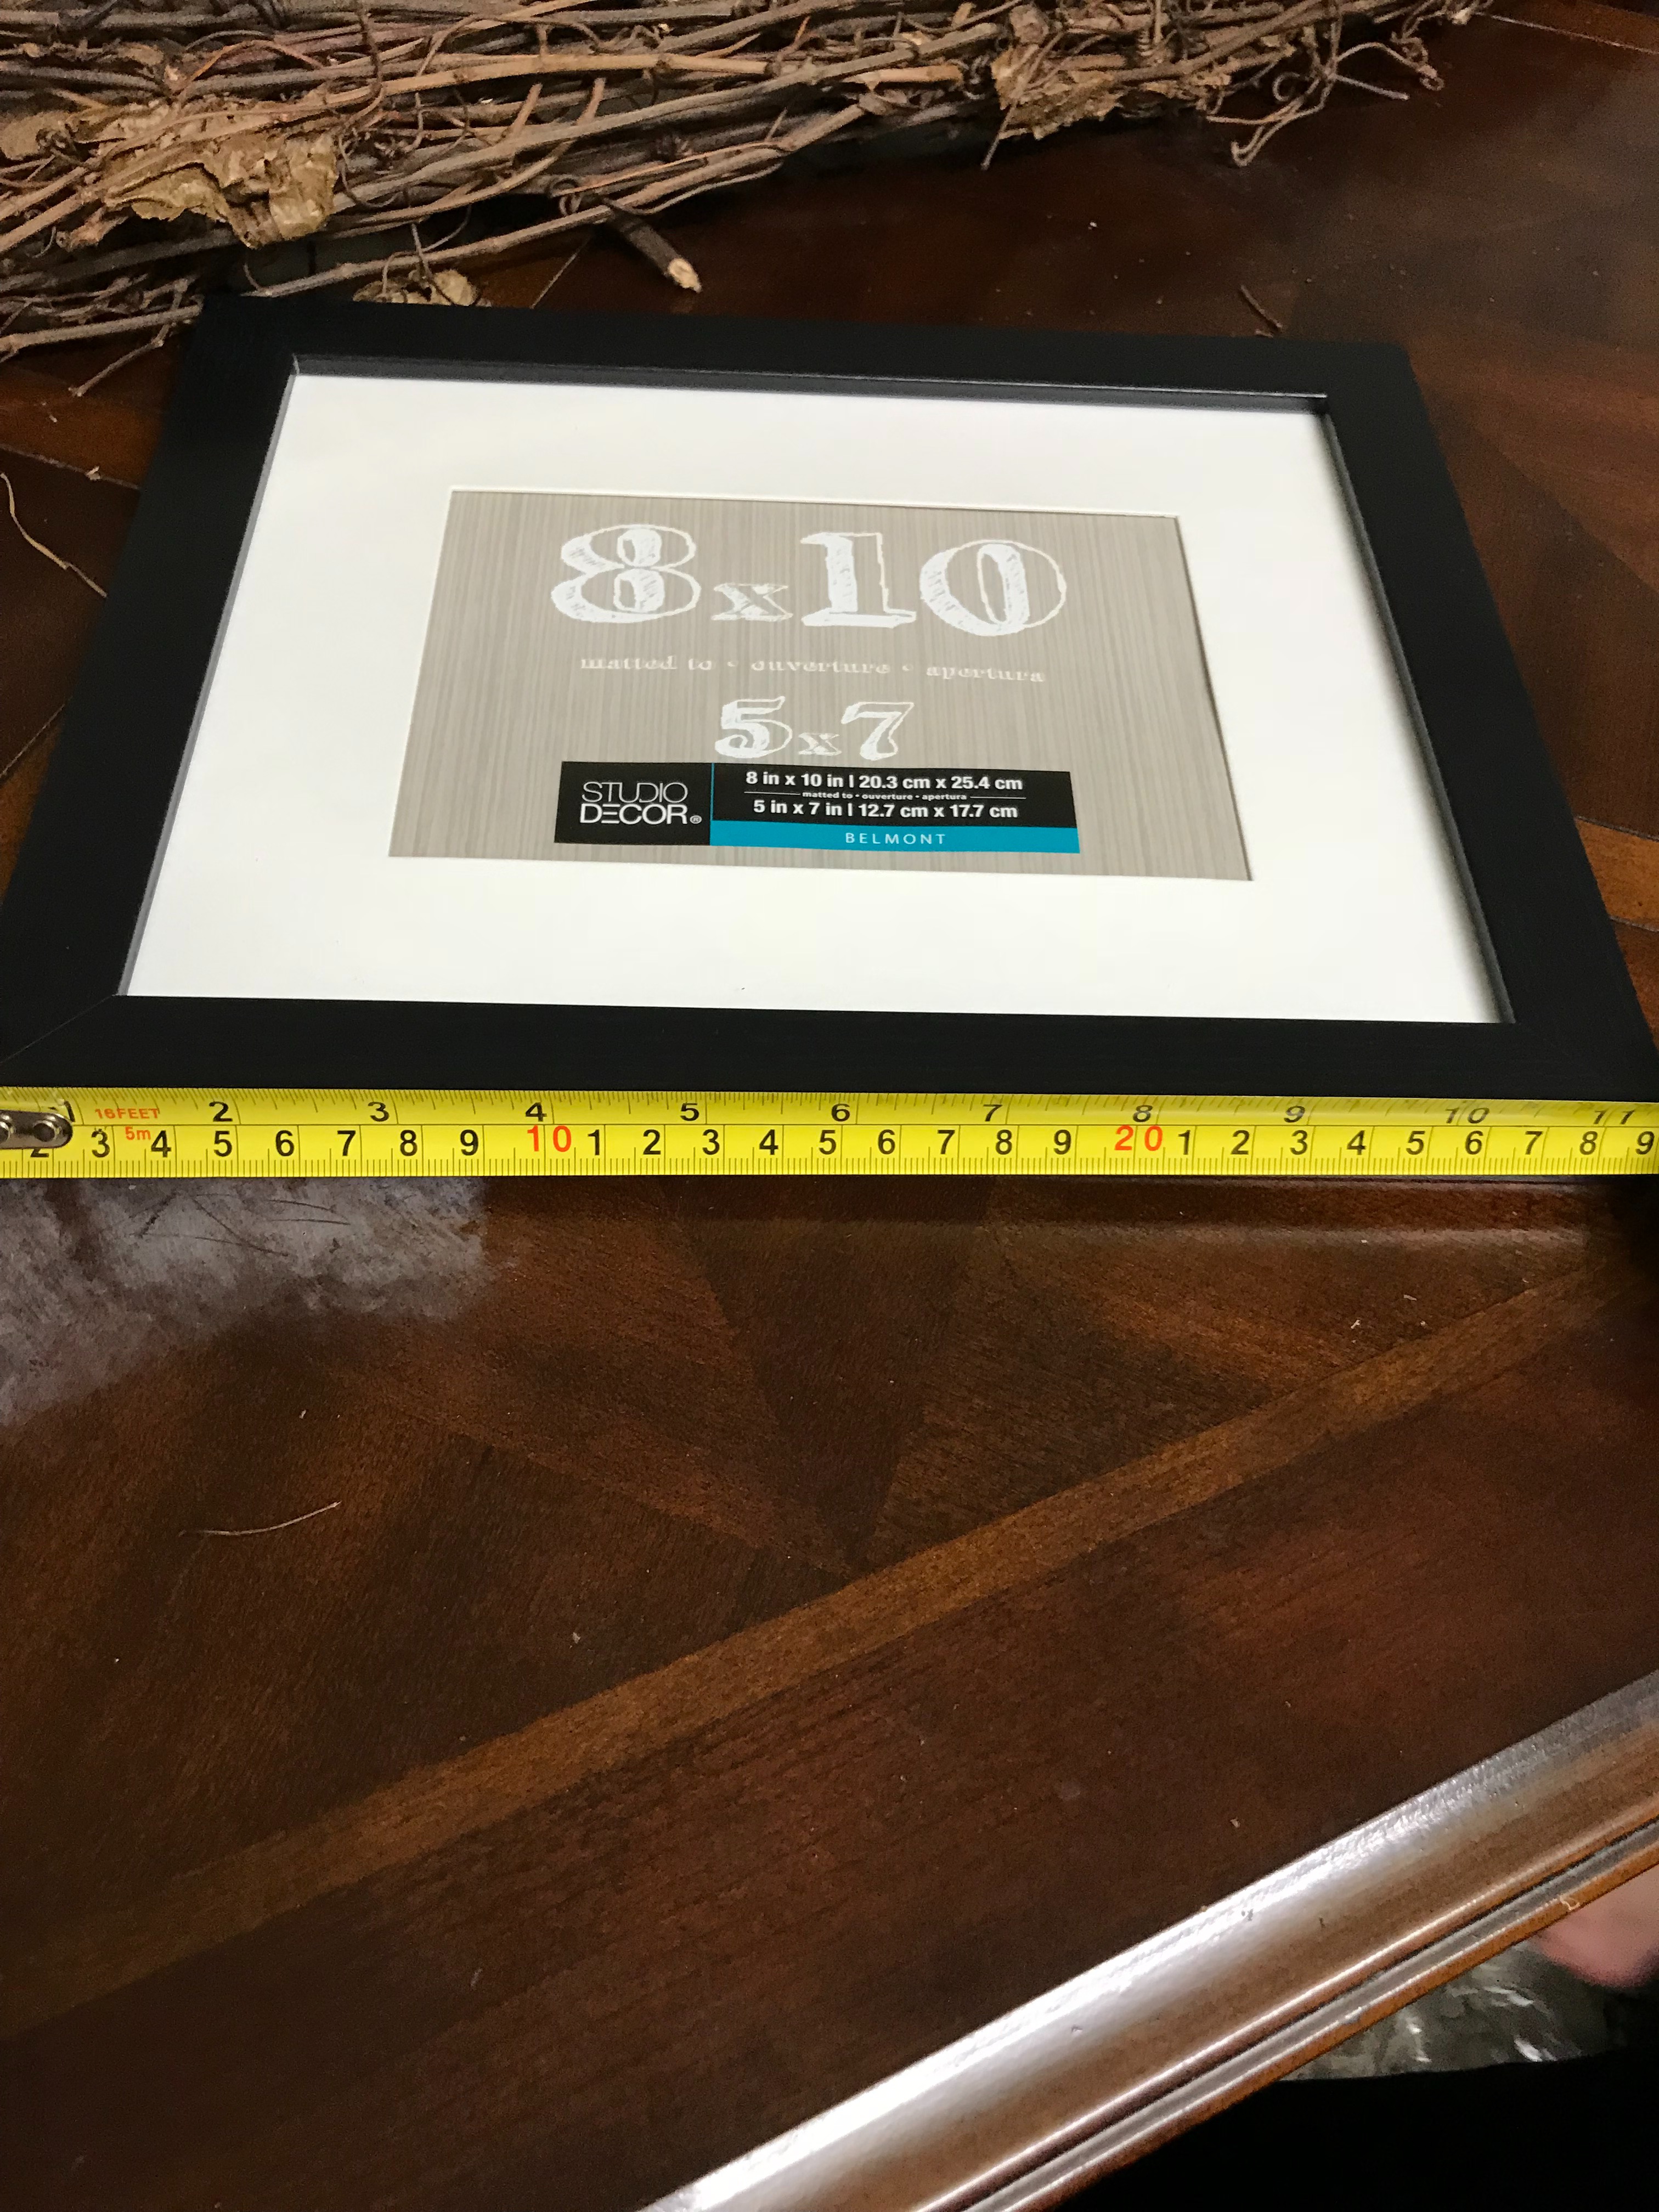 8x10
matted to • ouverture • apertura
5x7
STUDIO
DECOR®
8 in x 10 in | 20.3 cm x 25.4 cm
matted to • ouverture • apertura
5 in x 7 in | 12.7 cm x 17.7 cm
BELMONT
1 16FEET 2 3 4 5 6 7 8 9 10 11
2 3 5m 4 5 6 7 8 9 10 1 2 3 4 5 6 7 8 9 20 1 2 3 4 5 6 7 8 9